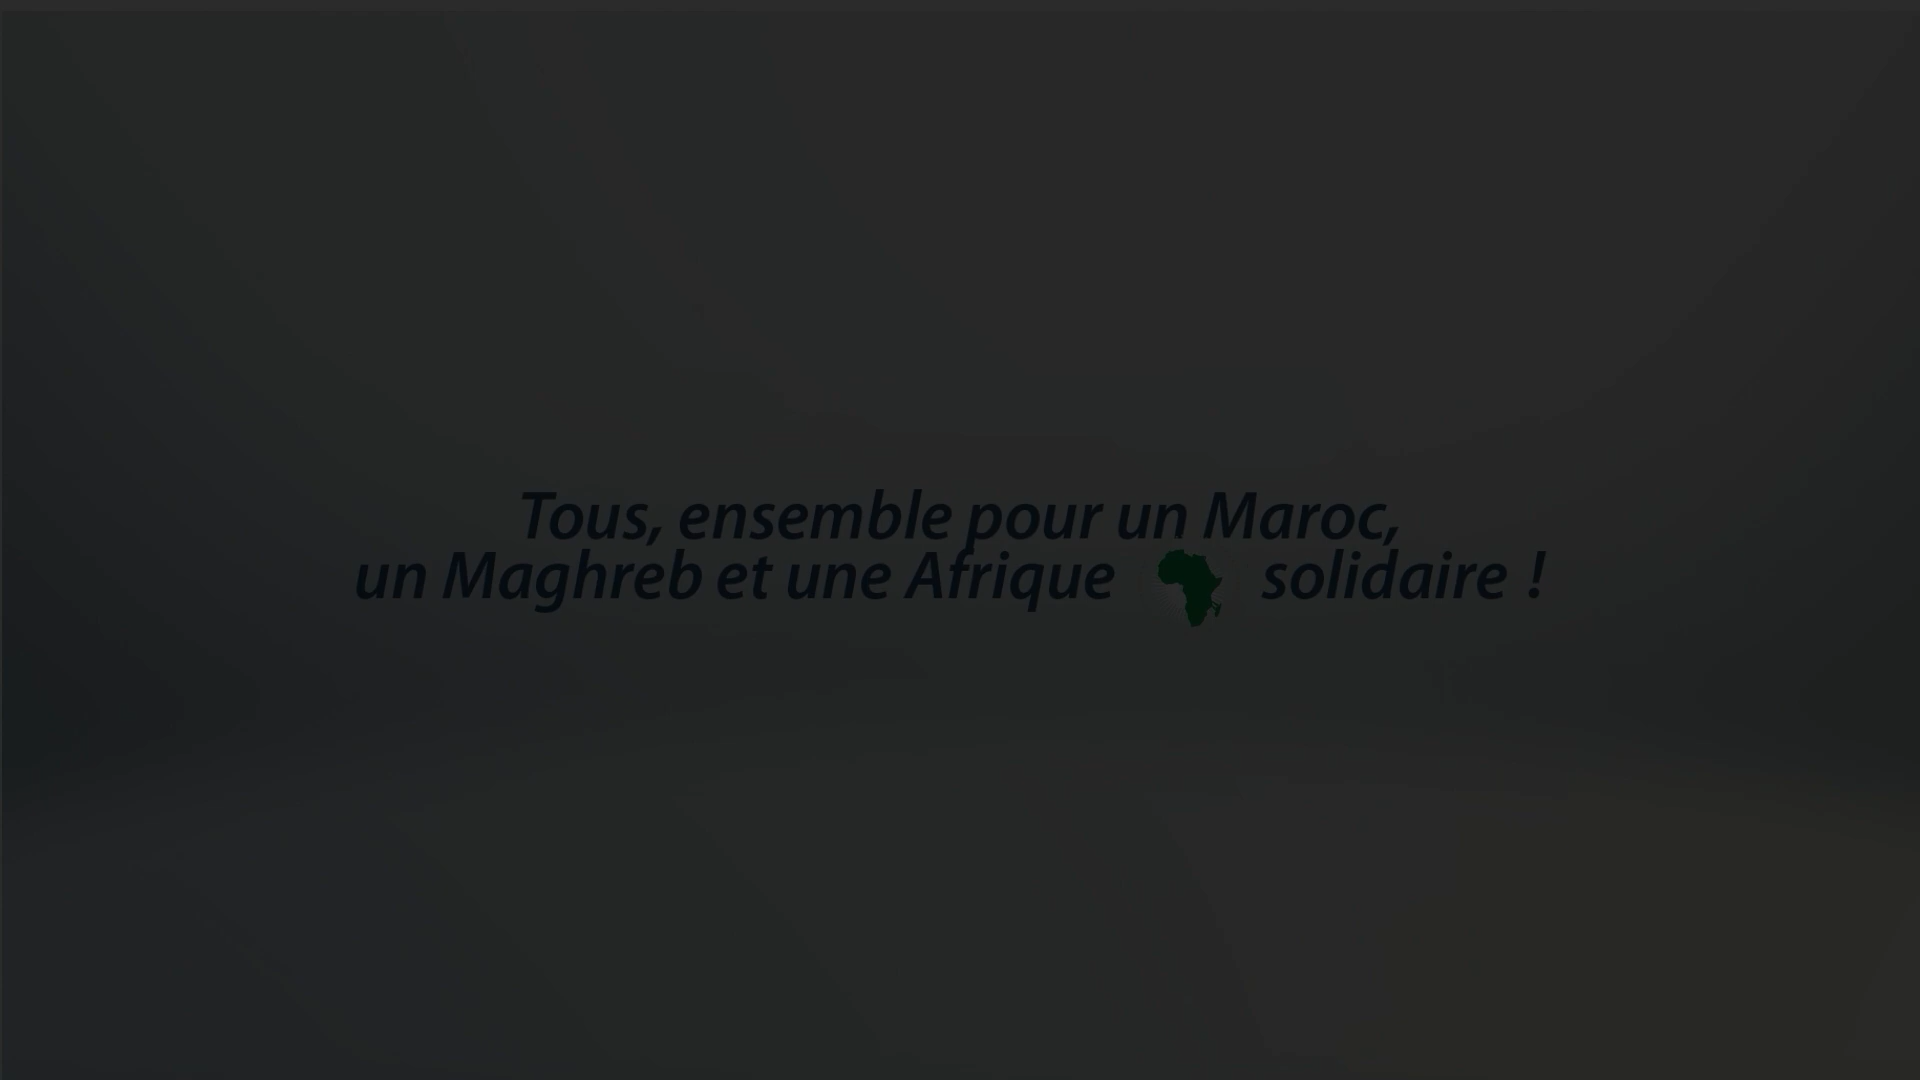 Tous, ensemble pour un Maroc,
un Maghreb et une Afrique solidaire !